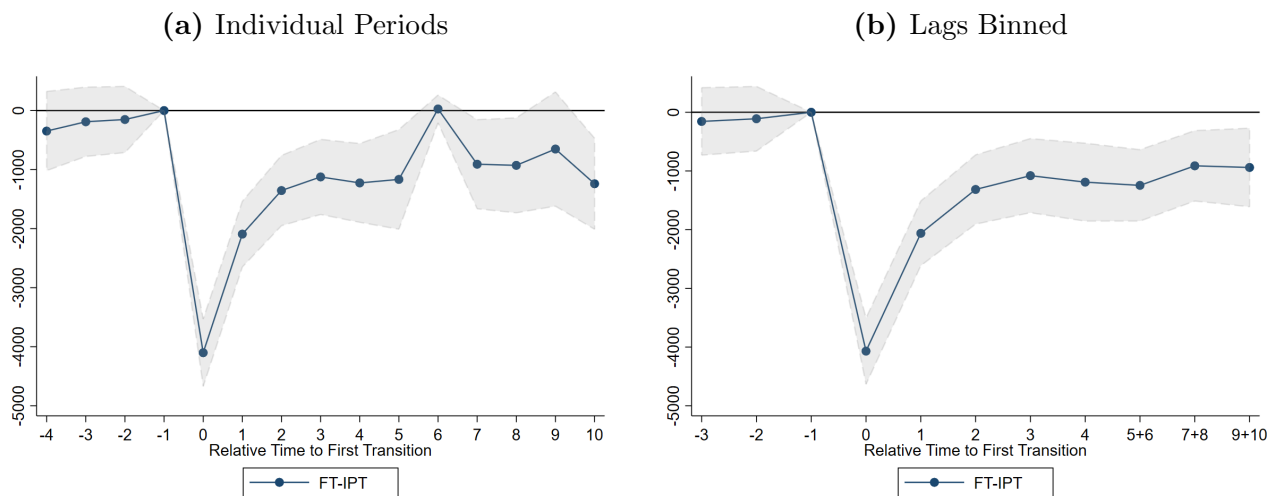 (a) Individual Periods
0
-1000
-2000
-3000
-4000
-5000
-4 -3 -2 -1 0 1 2 3 4 5 6 7 8 9 10
Relative Time to First Transition
FT-IPT
(b) Lags Binned
0
-1000
-2000
-3000
-4000
-5000
-3 -2 -1 0 1 2 3 4 5+6 7+8 9+10
Relative Time to First Transition
FT-IPT